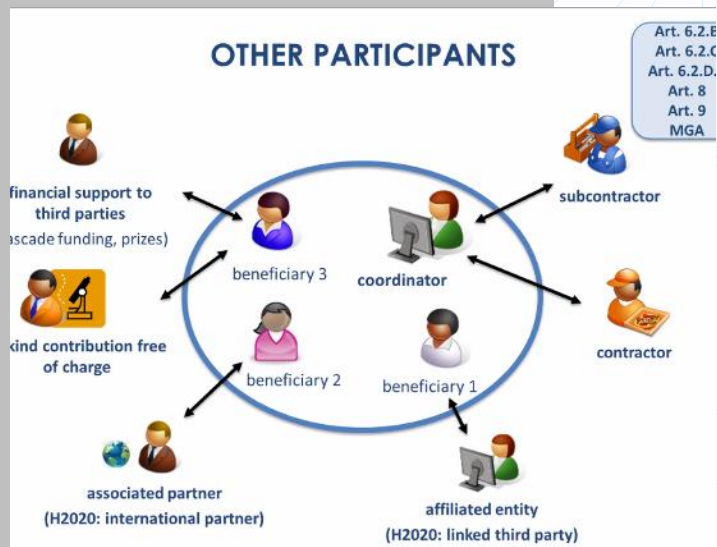 OTHER PARTICIPANTS
Art. 6.2.B
Art. 6.2.C
Art. 6.2.D.
Art. 8
Art. 9
MGA
financial support to
third parties
ascade funding, prizes)
subcontractor
beneficiary 3
coordinator
kind contribution free
of charge
contractor
beneficiary 2
beneficiary 1
associated partner
(H2020: international partner)
affiliated entity
(H2020: linked third party)